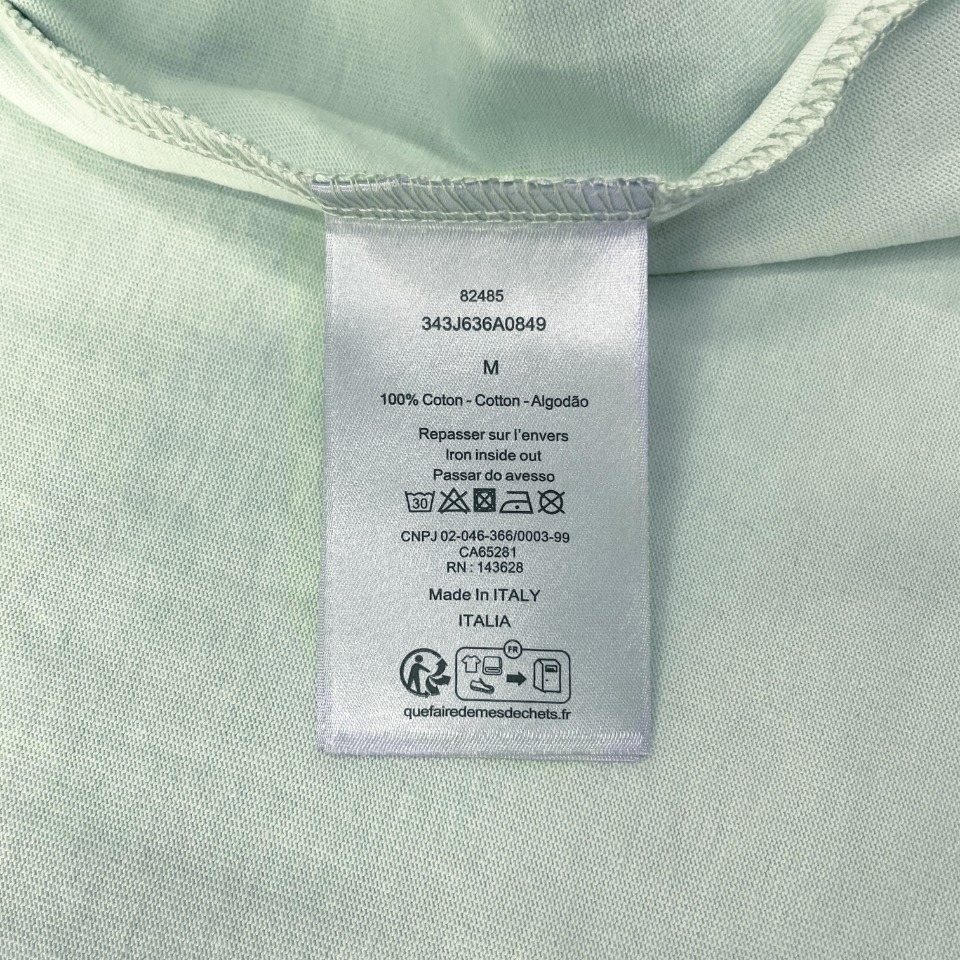 82485
343J636A0849
M
100% Coton - Cotton - Algodão
Repasser sur l'envers
Iron inside out
Passar do avesso
30
CNPJ 02-046-366/0003-99
CA65281
RN : 143628
Made In ITALY
ITALIA
FR
quefairedemesdechets.fr